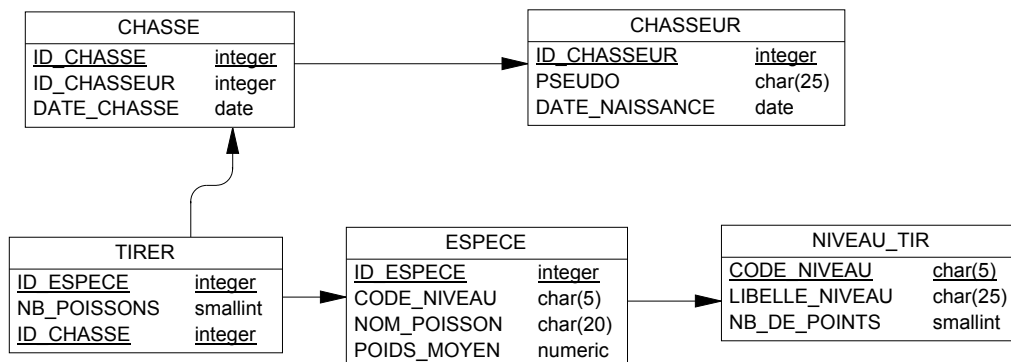 CHASSE
ID_CHASSE integer
ID_CHASSEUR integer
DATE_CHASSE date
CHASSEUR
ID_CHASSEUR integer
PSEUDO char(25)
DATE_NAISSANCE date
TIRER
ID_ESPECE integer
NB_POISSONS smallint
ID_CHASSE integer
ESPECE
ID_ESPECE integer
CODE_NIVEAU char(5)
NOM_POISSON char(20)
POIDS_MOYEN numeric
NIVEAU_TIR
CODE_NIVEAU char(5)
LIBELLE_NIVEAU char(25)
NB_DE_POINTS smallint